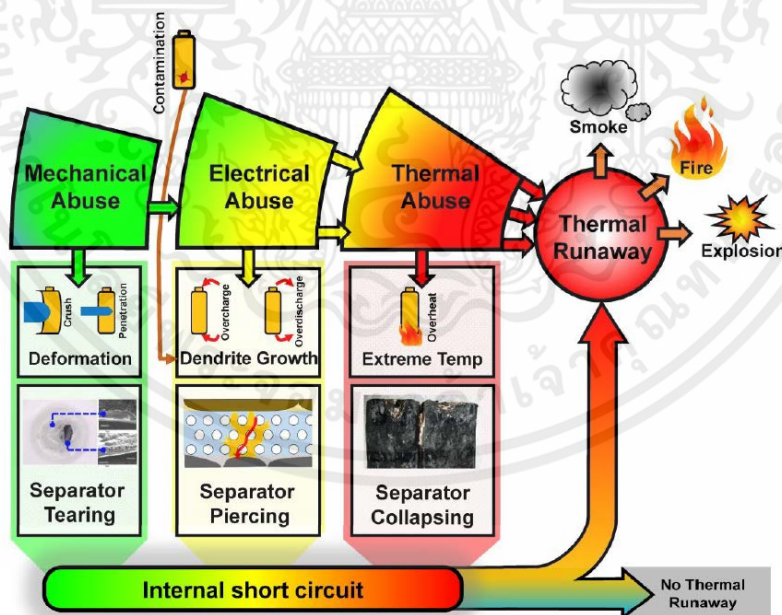 Contamination
Mechanical
Abuse
Electrical
Abuse
Thermal
Abuse
Smoke
Fire
Thermal
Runaway
Explosion
Crush
Penetration
Deformation
Overcharge
Overdischarge
Dendrite Growth
Overheat
Extreme Temp
Separator
Tearing
Separator
Piercing
Separator
Collapsing
Internal short circuit
No Thermal
Runaway